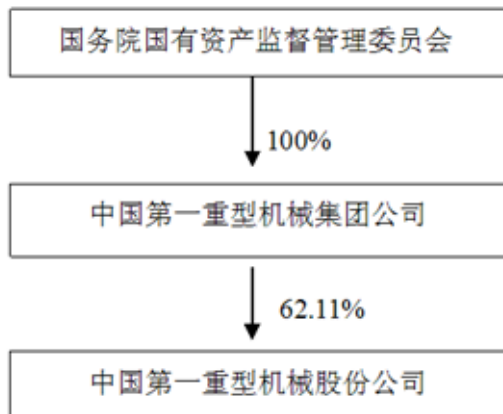 国务院国有资产监督管理委员会
100%
中国第一重型机械集团公司
62.11%
中国第一重型机械股份公司